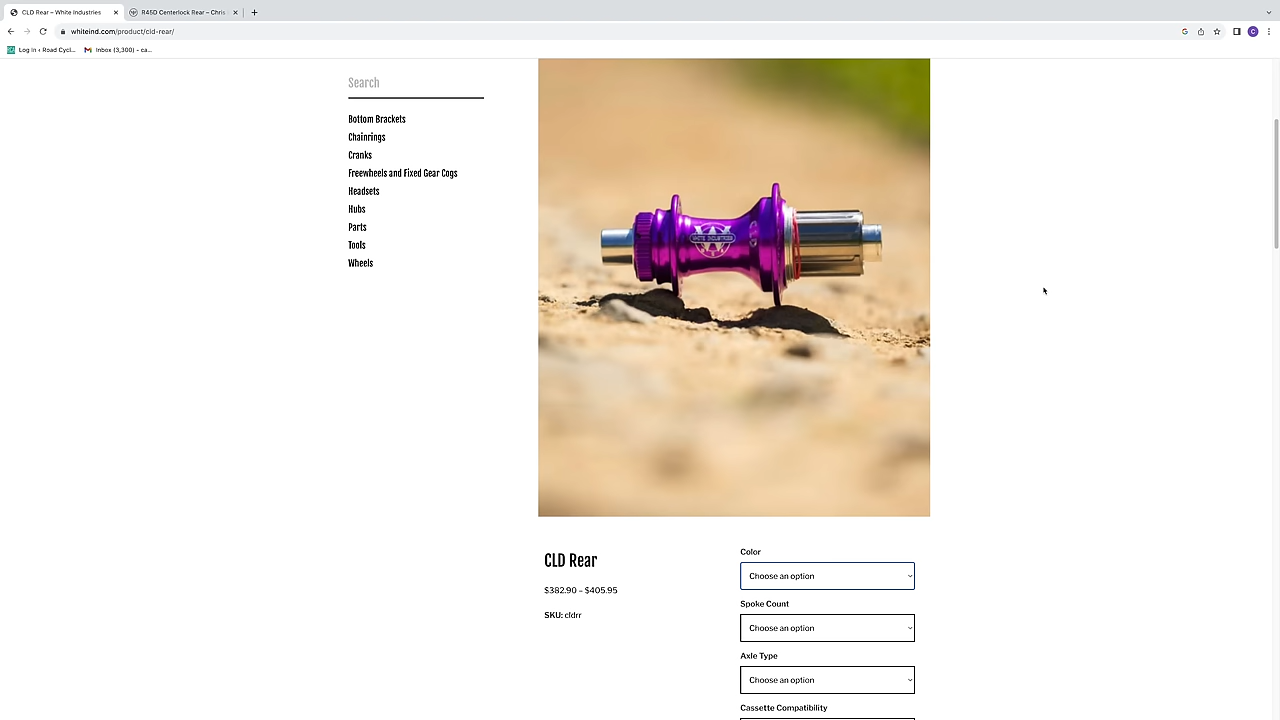 CLD Rear – White Industries
R45D Centerlock Rear – Chris
whiteind.com/product/cld-rear/
Log In ‹ Road Cycl...
Inbox (3,300) - ca...
Search
Bottom Brackets
Chainrings
Cranks
Freewheels and Fixed Gear Cogs
Headsets
Hubs
Parts
Tools
Wheels
WHITE INDUSTRIES
CLD Rear
$382.90 – $405.95
SKU: cldrr
Color
Choose an option
Spoke Count
Choose an option
Axle Type
Choose an option
Cassette Compatibility